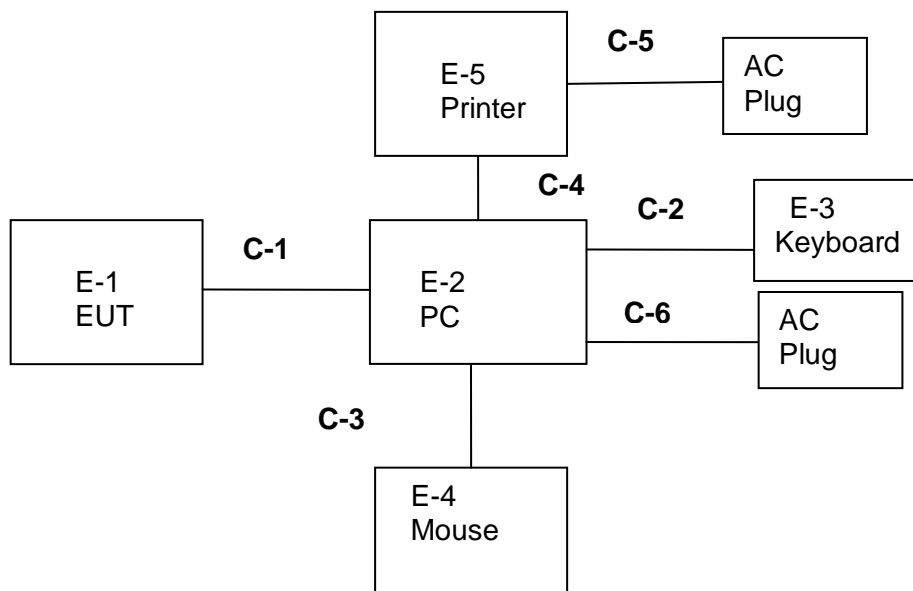 C-5
E-5
Printer
AC
Plug
C-4
C-2
E-3
Keyboard
C-1
E-1
EUT
E-2
PC
C-6
AC
Plug
C-3
E-4
Mouse